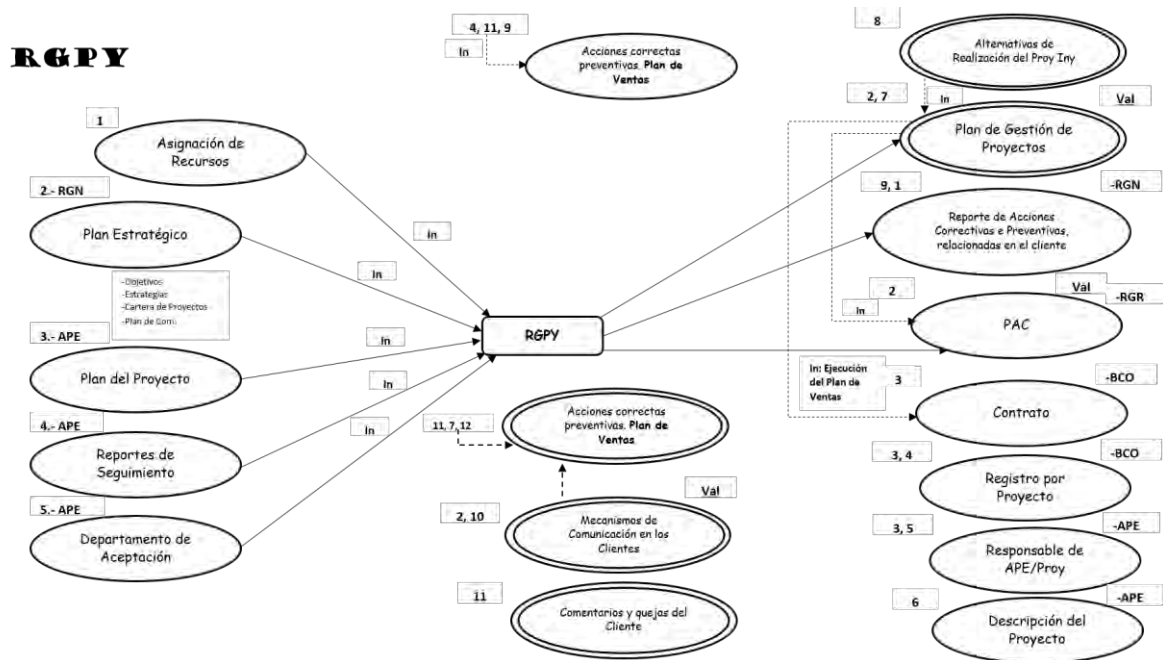 RGPY
4, 11, 9
In
Acciones correctas
preventivas. Plan de
Ventas
8
Alternativas de
Realización del Proy Iny
2, 7
In
Val
Plan de Gestión de
Proyectos
1
Asignación de
Recursos
2.- RGN
Plan Estratégico
In
In
-Objetivos
-Estrategias
-Cartera de Proyectos
-Plan de Com.
3.- APE
Plan del Proyecto
In
4.- APE
Reportes de
Seguimiento
In
5.- APE
Departamento de
Aceptación
In
RGPY
9, 1
-RGN
Reporte de Acciones
Correctivas e Preventivas,
relacionadas en el cliente
2
In
Val
-RGR
PAC
In: Ejecución
del Plan de
Ventas
3
-BCO
Contrato
3, 4
-BCO
Registro por
Proyecto
3, 5
-APE
Responsable de
APE/Proy
6
-APE
Descripción del
Proyecto
11, 7, 12
Acciones correctas
preventivas. Plan de
Ventas
2, 10
Val
Mecanismos de
Comunicación en los
Clientes
11
Comentarios y quejas del
Cliente